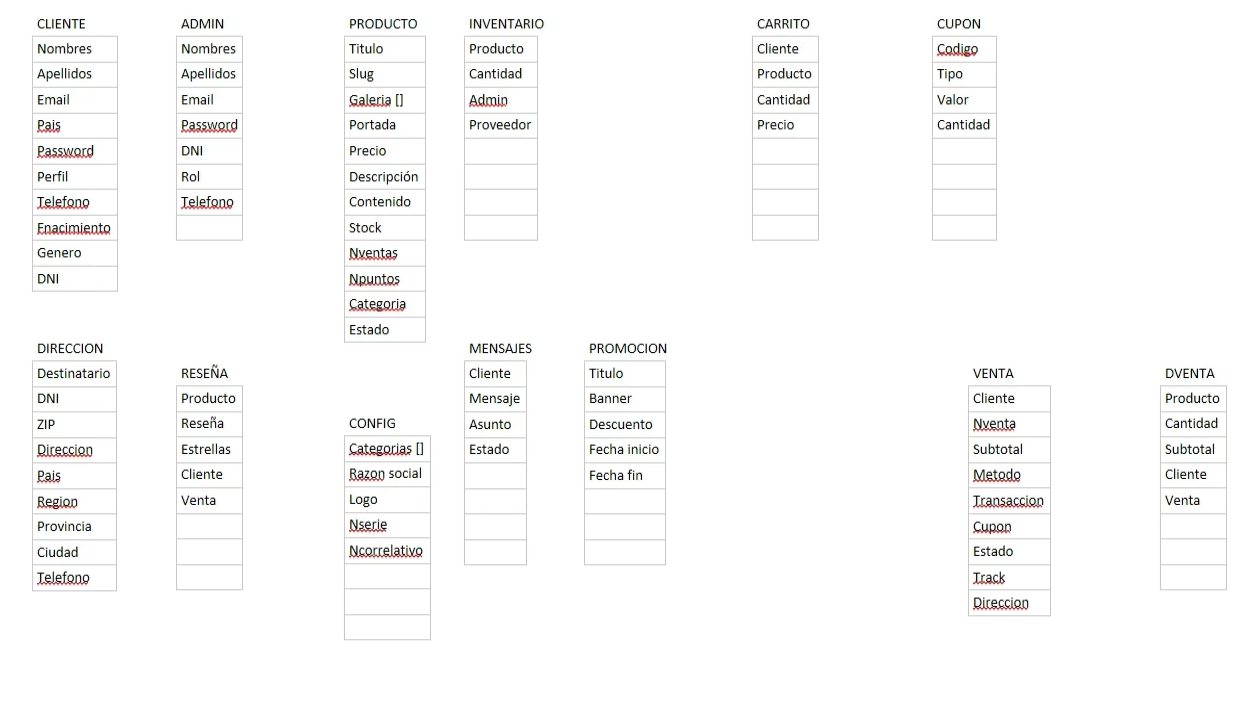 CLIENTE
Nombres
Apellidos
Email
Pais
Password
Perfil
Telefono
Fnacimiento
Genero
DNI
ADMIN
Nombres
Apellidos
Email
Password
DNI
Rol
Telefono
PRODUCTO
Titulo
Slug
Galeria []
Portada
Precio
Descripción
Contenido
Stock
Nventas
Npuntos
Categoria
Estado
INVENTARIO
Producto
Cantidad
Admin
Proveedor
CARRITO
Cliente
Producto
Cantidad
Precio
CUPON
Codigo
Tipo
Valor
Cantidad
DIRECCION
Destinatario
DNI
ZIP
Direccion
Pais
Region
Provincia
Ciudad
Telefono
RESEÑA
Producto
Reseña
Estrellas
Cliente
Venta
CONFIG
Categorias []
Razon social
Logo
Nserie
Ncorrelativo
MENSAJES
Cliente
Mensaje
Asunto
Estado
PROMOCION
Titulo
Banner
Descuento
Fecha inicio
Fecha fin
VENTA
Cliente
Nventa
Subtotal
Metodo
Transaccion
Cupon
Estado
Track
Direccion
DVENTA
Producto
Cantidad
Subtotal
Cliente
Venta